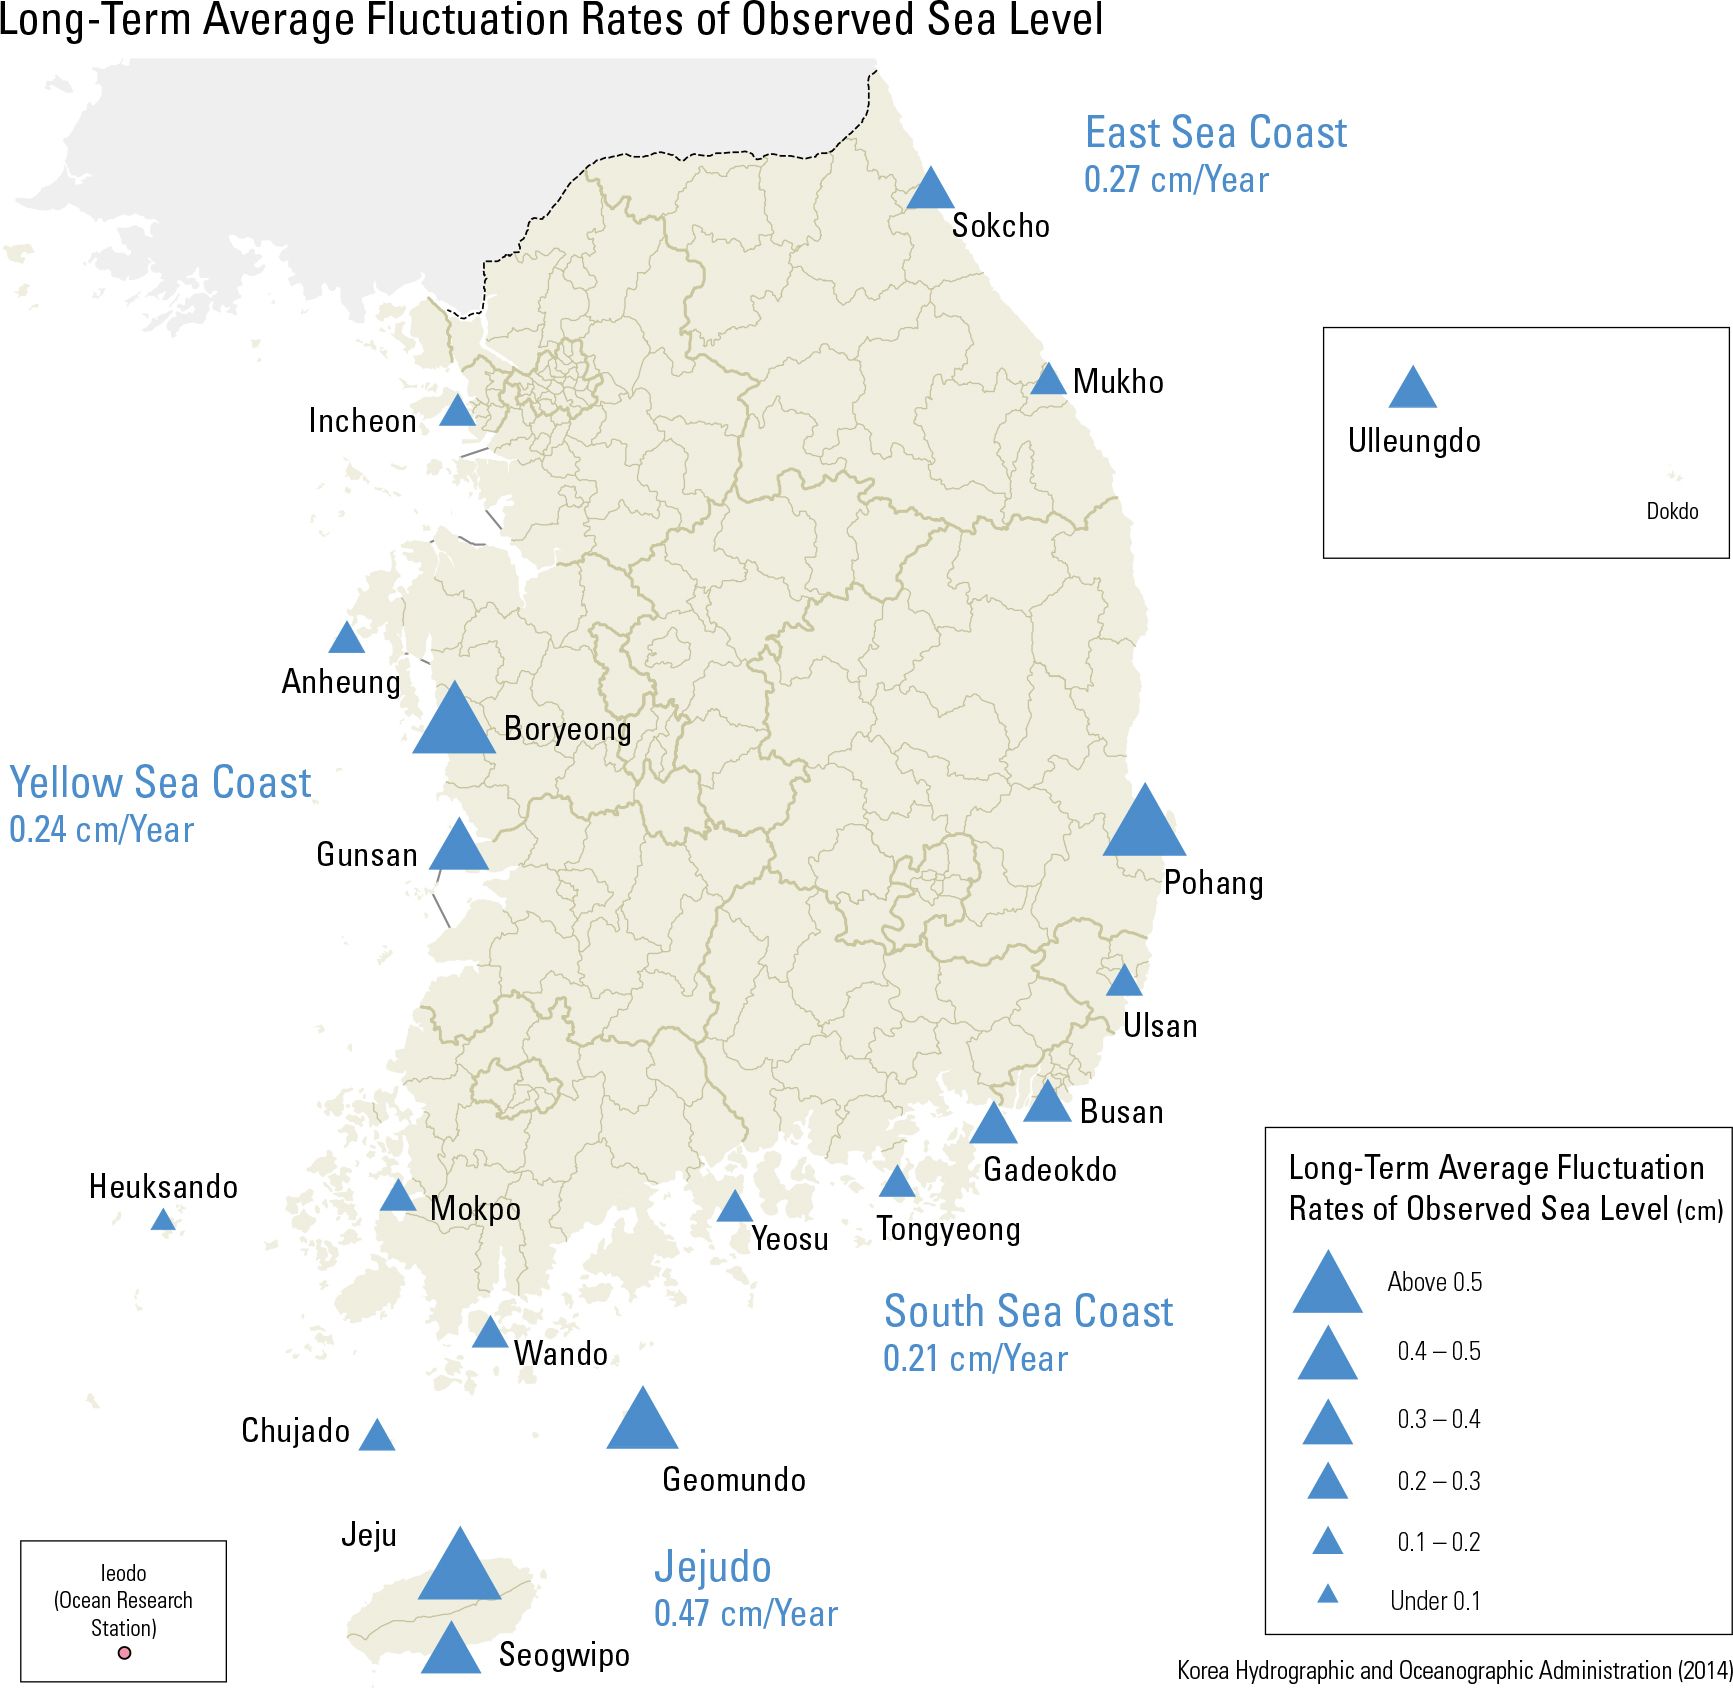 Long-Term Average Fluctuation Rates of Observed Sea Level
East Sea Coast
0.27 cm/Year
Sokcho
Mukho
Incheon
Ulleungdo
Dokdo
Anheung
Boryeong
Yellow Sea Coast
0.24 cm/Year
Gunsan
Pohang
Ulsan
Busan
Gadeokdo
Heuksando
Mokpo
Yeosu
Tongyeong
South Sea Coast
0.21 cm/Year
Wando
Chujado
Geomundo
Jeju
Jejudo
0.47 cm/Year
Seogwipo
Ieodo
(Ocean Research
Station)
Long-Term Average Fluctuation
Rates of Observed Sea Level (cm)
Above 0.5
0.4 – 0.5
0.3 – 0.4
0.2 – 0.3
0.1 – 0.2
Under 0.1
Korea Hydrographic and Oceanographic Administration (2014)